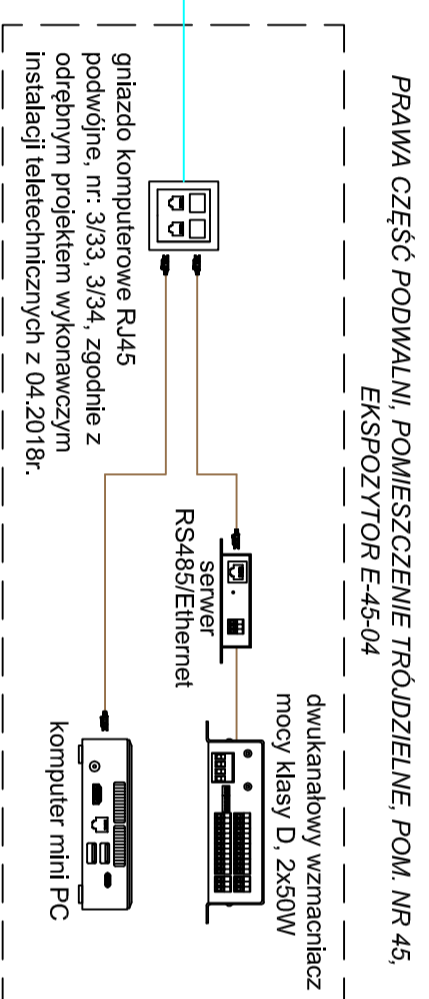 PRAWA CZĘŚĆ PODWALNI, POMIESZCZENIE TRÓJDZIELNE, POM. NR 45,
EKSPOZYTOR E-45-04
gniazdo komputerowe RJ45
podwójne, nr: 3/33, 3/34, zgodnie z
odrębnym projektem wykonawczym
instalacji teletechnicznych z 04.2018r.
serwer
RS485/Ethernet
dwukanałowy wzmacniacz
mocy klasy D, 2x50W
komputer mini PC